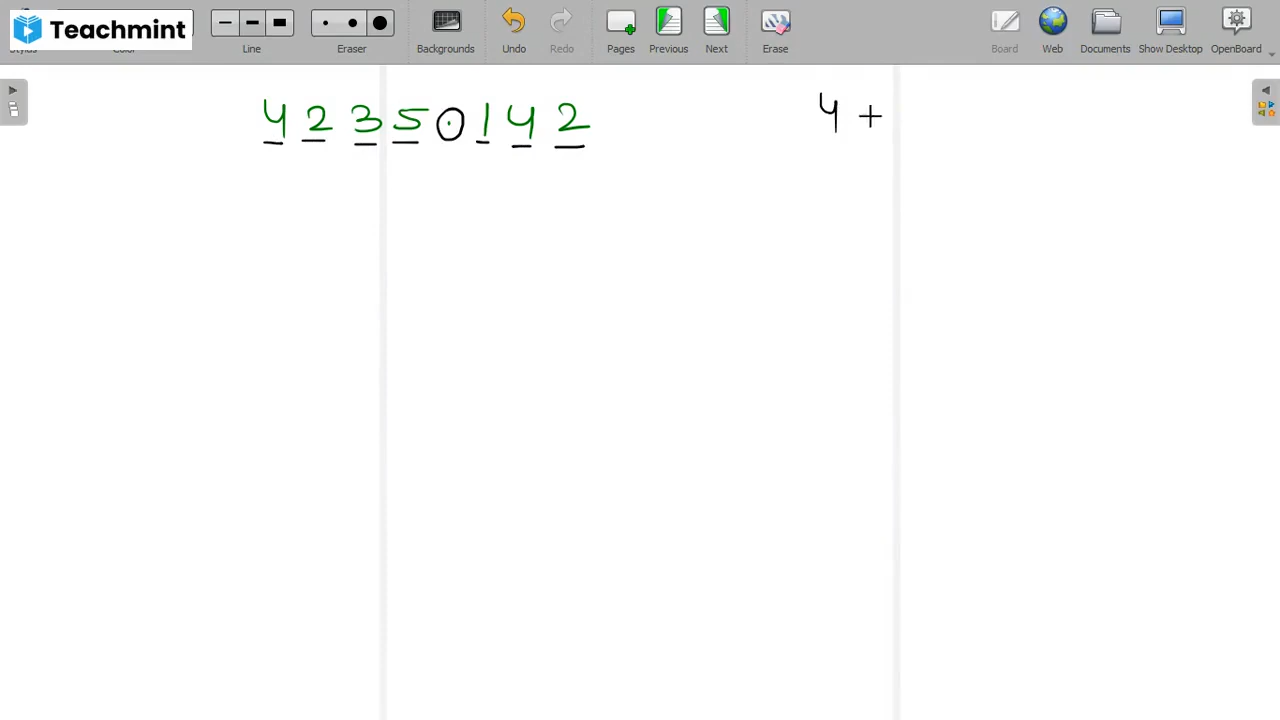 Teachmint
Line
Eraser
Backgrounds
Undo
Redo
Pages
Previous
Next
Erase
Board
Web
Documents
Show Desktop
OpenBoard
4 2 3 5 . 1 4 2
4 +